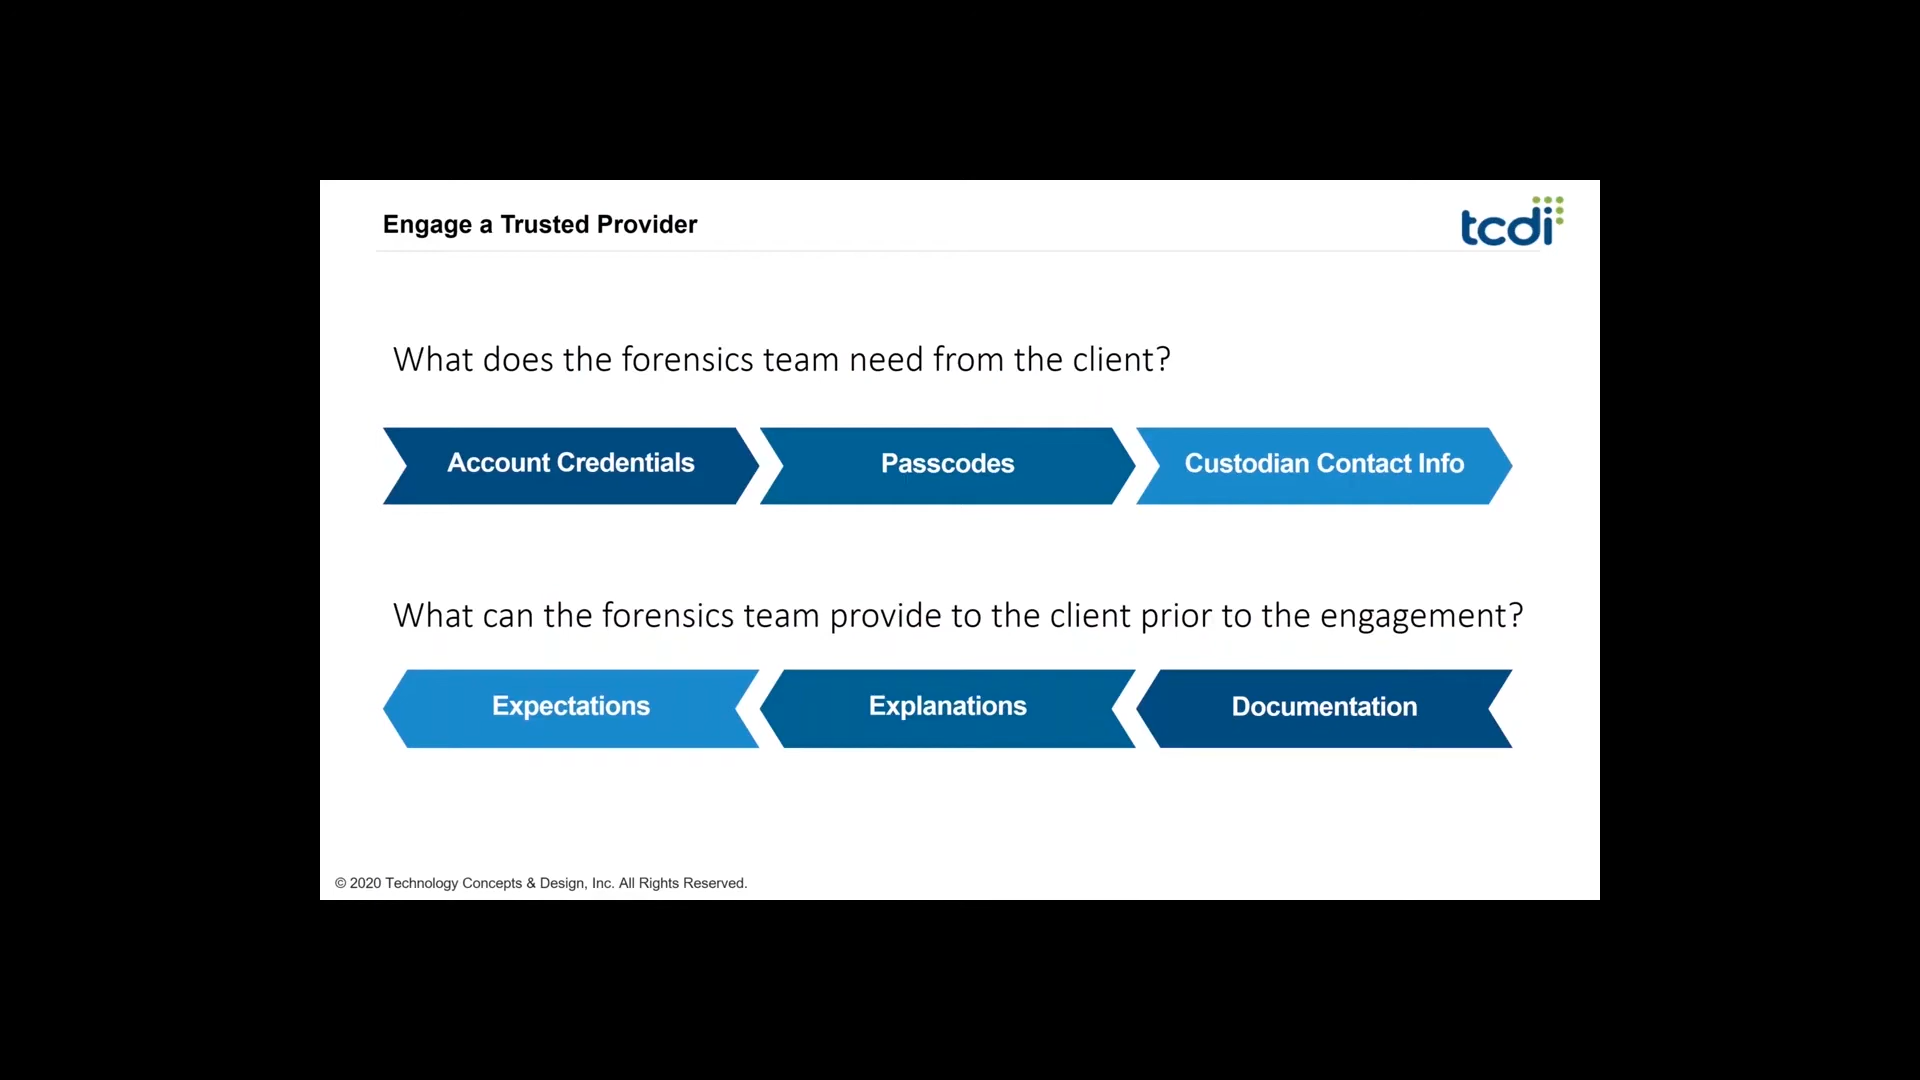 Engage a Trusted Provider
tcdi
What does the forensics team need from the client?
Account Credentials
Passcodes
Custodian Contact Info
What can the forensics team provide to the client prior to the engagement?
Expectations
Explanations
Documentation
© 2020 Technology Concepts & Design, Inc. All Rights Reserved.